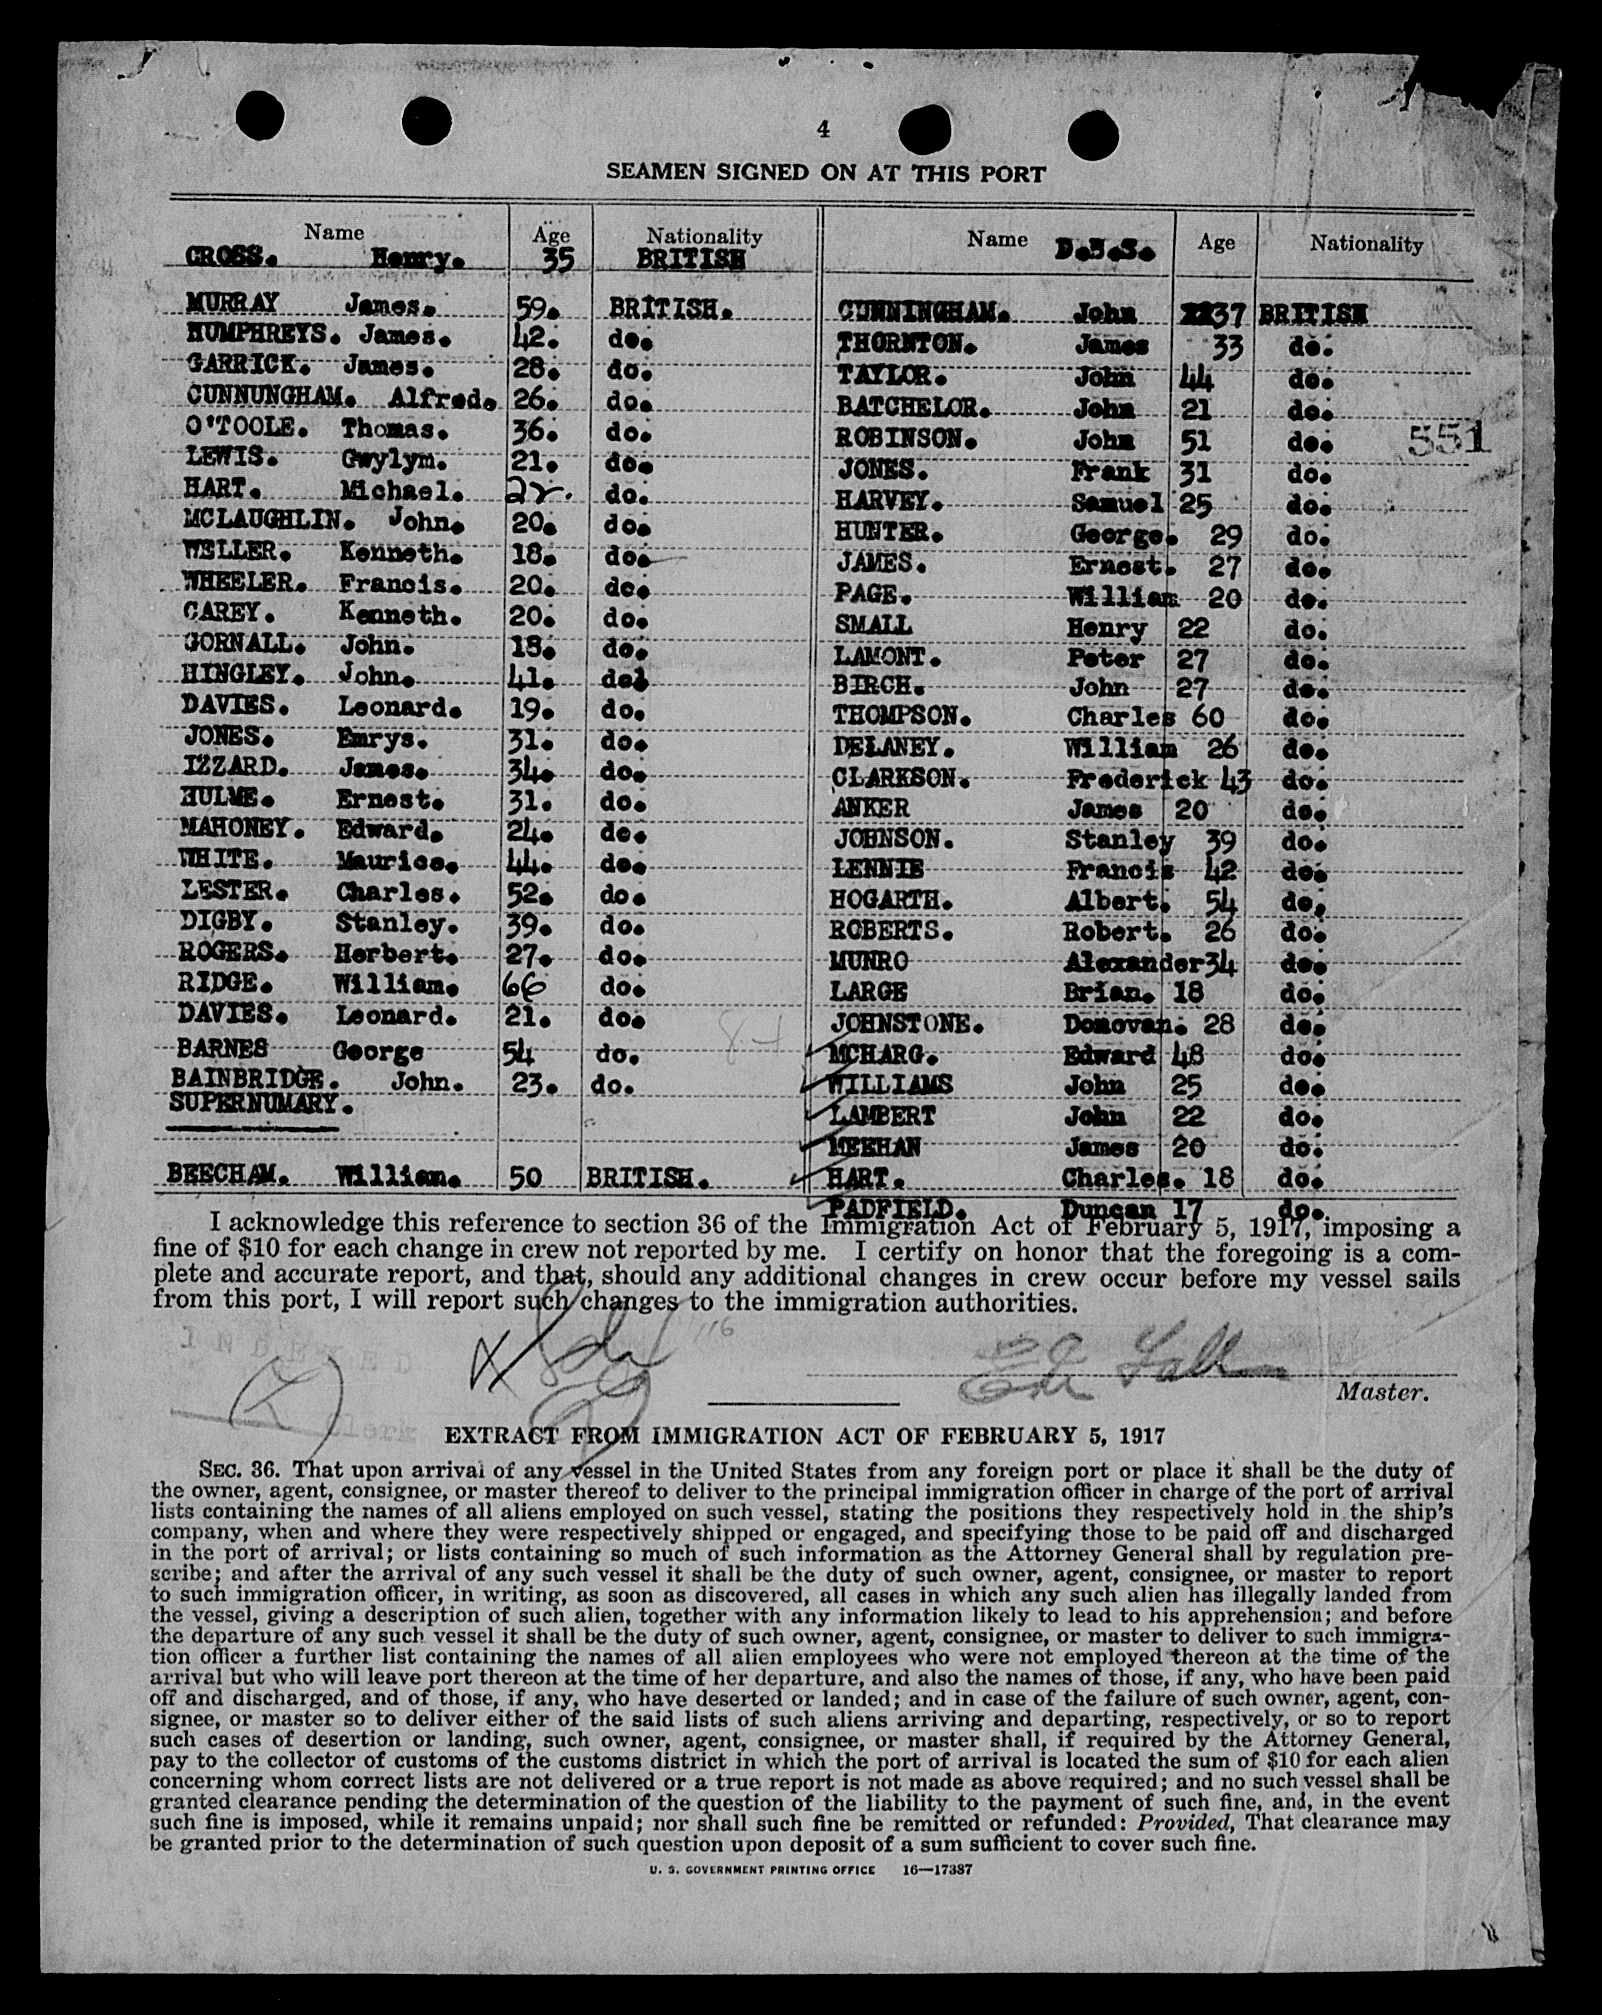 4
SEAMEN SIGNED ON AT THIS PORT
Name Age Nationality
CROSS. Henry. 35 BRITISH
MURRAY James. 59. BRITISH.
HUMPHREYS. James. 42. do.
GARRICK. James. 28. do.
CUNNUNGHAM. Alfred. 26. do.
O'TOOLE. Thomas. 36. do.
LEWIS. Gwylym. 21. do.
HART. Michael. 22. do.
MCLAUGHLIN. John. 20. do.
WELLER. Kenneth. 18. do.
WHEELER. Francis. 20. do.
CAREY. Kenneth. 20. do.
GORNALL. John. 18. do.
HINGLEY. John. 41. do.
DAVIES. Leonard. 19. do.
JONES. Emrys. 31. do.
IZZARD. James. 34. do.
HULME. Ernest. 31. do.
MAHONEY. Edward. 24. do.
WHITE. Maurice. 44. do.
LESTER. Charles. 52. do.
DIGBY. Stanley. 39. do.
ROGERS. Herbert. 27. do.
RIDGE. William. 66 do.
DAVIES. Leonard. 21. do.
BARNES George 54 do.
BAINBRIDGE. John. 23. do.
SUPERNUMARY.
BEECHAM. William. 50 BRITISH.
Name D.B.S. Age Nationality
CUNNINGHAM. John 37 BRITISH
THORNTON. James 33 do.
TAYLOR. John 44 do.
BATCHELOR. John 21 do.
ROBINSON. John 51 do. 551
JONES. Frank 31 do.
HARVEY. Samuel 25 do.
HUNTER. George. 29 do.
JAMES. Ernest. 27 do.
PAGE. William 20 do.
SMALL Henry 22 do.
LAMONT. Peter 27 do.
BIRCH. John 27 do.
THOMPSON. Charles 60 do.
DELANEY. William 26 do.
CLARKSON. Frederick 43 do.
ANKER James 20 do.
JOHNSON. Stanley 39 do.
LENNIE Francis 42 do.
HOGARTH. Albert. 54 do.
ROBERTS. Robert. 26 do.
MUNRO Alexander 34 do.
LARGE Brian. 18 do.
JOHNSTONE. Donovan. 28 do.
MCHARG. Edward 48 do.
WILLIAMS John 25 do.
LAMBERT John 22 do.
MEEHAN James 20 do.
HART. Charles. 18 do.
PADFIELD. Duncan 17 do.
I acknowledge this reference to section 36 of the Immigration Act of February 5, 1917, imposing a
fine of $10 for each change in crew not reported by me. I certify on honor that the foregoing is a com-
plete and accurate report, and that, should any additional changes in crew occur before my vessel sails
from this port, I will report such changes to the immigration authorities.
116
INDEXED
Clerk
Master.
EXTRACT FROM IMMIGRATION ACT OF FEBRUARY 5, 1917
SEC. 36. That upon arrival of any vessel in the United States from any foreign port or place it shall be the duty of
the owner, agent, consignee, or master thereof to deliver to the principal immigration officer in charge of the port of arrival
lists containing the names of all aliens employed on such vessel, stating the positions they respectively hold in the ship's
company, when and where they were respectively shipped or engaged, and specifying those to be paid off and discharged
in the port of arrival; or lists containing so much of such information as the Attorney General shall by regulation pre-
scribe; and after the arrival of any such vessel it shall be the duty of such owner, agent, consignee, or master to report
to such immigration officer, in writing, as soon as discovered, all cases in which any such alien has illegally landed from
the vessel, giving a description of such alien, together with any information likely to lead to his apprehension; and before
the departure of any such vessel it shall be the duty of such owner, agent, consignee, or master to deliver to such immigra-
tion officer a further list containing the names of all alien employees who were not employed thereon at the time of the
arrival but who will leave port thereon at the time of her departure, and also the names of those, if any, who have been paid
off and discharged, and of those, if any, who have deserted or landed; and in case of the failure of such owner, agent, con-
signee, or master so to deliver either of the said lists of such aliens arriving and departing, respectively, or so to report
such cases of desertion or landing, such owner, agent, consignee, or master shall, if required by the Attorney General,
pay to the collector of customs of the customs district in which the port of arrival is located the sum of $10 for each alien
concerning whom correct lists are not delivered or a true report is not made as above required; and no such vessel shall be
granted clearance pending the determination of the question of the liability to the payment of such fine, and, in the event
such fine is imposed, while it remains unpaid; nor shall such fine be remitted or refunded: Provided, That clearance may
be granted prior to the determination of such question upon deposit of a sum sufficient to cover such fine.
U. S. GOVERNMENT PRINTING OFFICE 16—17387